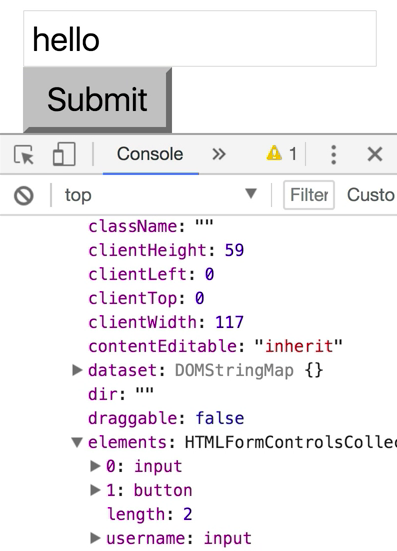 hello
Submit
Console » 1
top ▼ Filter Custo
className: ""
clientHeight: 59
clientLeft: 0
clientTop: 0
clientWidth: 117
contentEditable: "inherit"
▶ dataset: DOMStringMap {}
dir: ""
draggable: false
▼ elements: HTMLFormControlsCollec
▶ 0: input
▶ 1: button
length: 2
▶ username: input